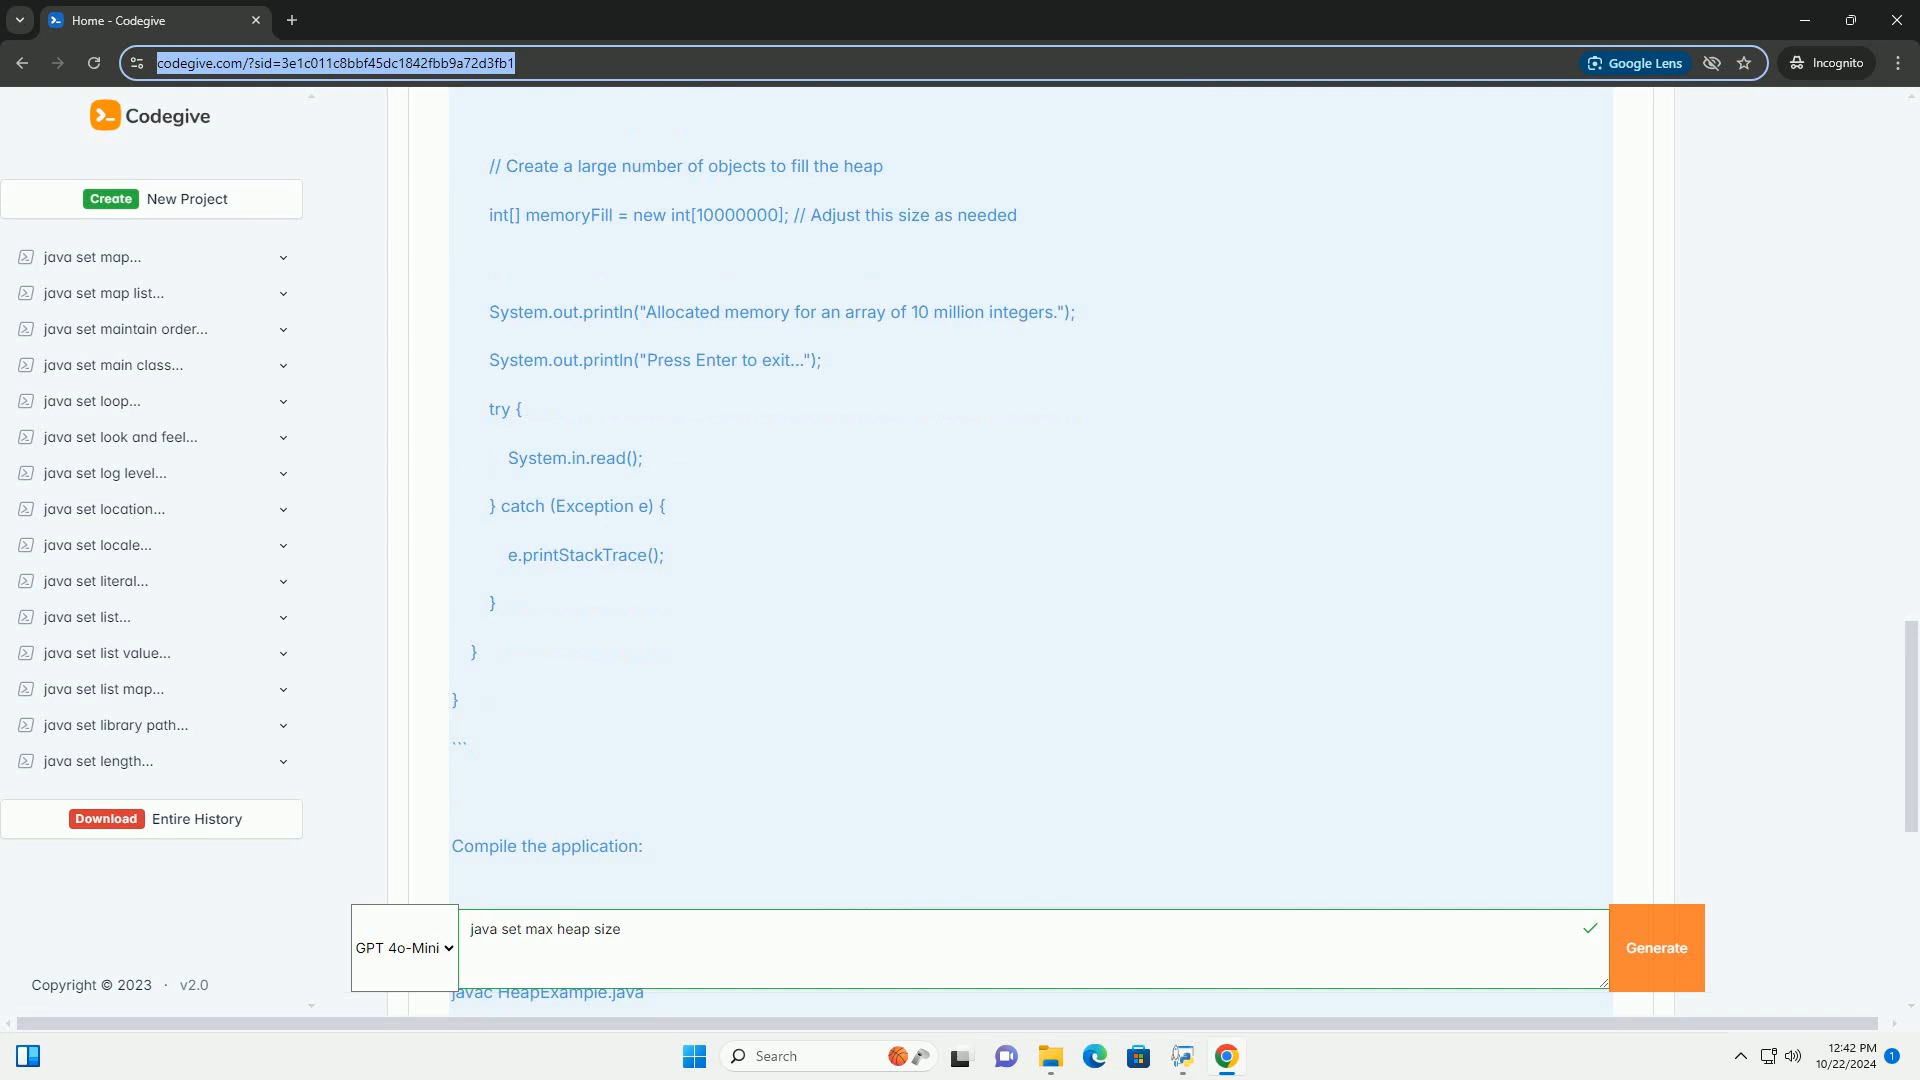 Home - Codegive
codegive.com/?sid=3e1c011c8bbf45dc1842fbb9a72d3fb1
Google Lens
Incognito
Codegive
Create New Project
java set map...
java set map list...
java set maintain order...
java set main class...
java set loop...
java set look and feel...
java set log level...
java set location...
java set locale...
java set literal...
java set list...
java set list value...
java set list map...
java set library path...
java set length...
Download Entire History
Copyright © 2023 · v2.0
// Create a large number of objects to fill the heap
int[] memoryFill = new int[10000000]; // Adjust this size as needed
System.out.println("Allocated memory for an array of 10 million integers.");
System.out.println("Press Enter to exit...");
try {
System.in.read();
} catch (Exception e) {
e.printStackTrace();
}
}
}
```
Compile the application:
GPT 4o-Mini
java set max heap size
Generate
javac HeapExample.java
Search
12:42 PM
10/22/2024
1